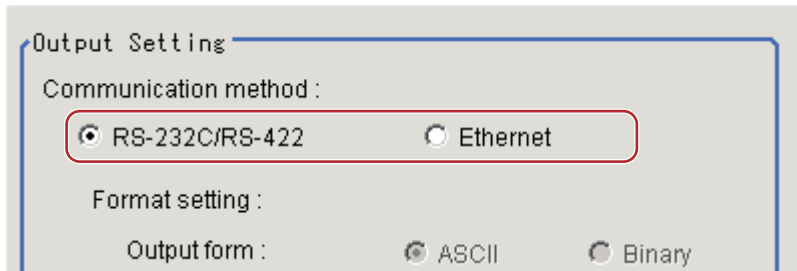 Output Setting
Communication method :
RS-232C/RS-422 Ethernet
Format setting :
Output form : ASCII Binary